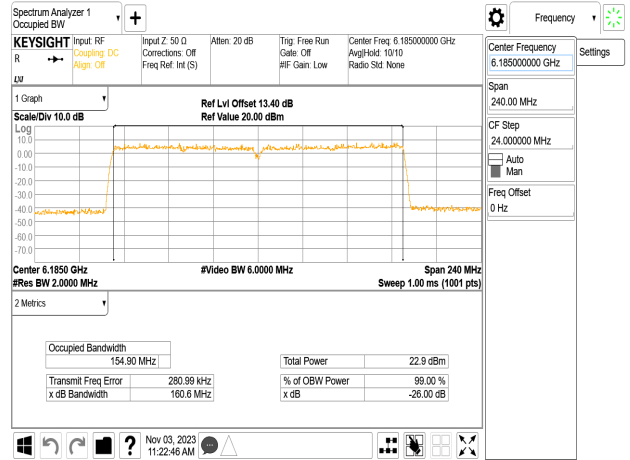 Spectrum Analyzer 1
Occupied BW
Frequency
KEYSIGHT
R
Input: RF
Coupling: DC
Align: Off
Input Z: 50 Ω
Corrections: Off
Freq Ref: Int (S)
Atten: 20 dB
Trig: Free Run
Gate: Off
#IF Gain: Low
Center Freq: 6.185000000 GHz
Avg|Hold: 10/10
Radio Std: None
Center Frequency
6.185000000 GHz
Settings
Span
240.00 MHz
CF Step
24.000000 MHz
Auto
Man
Freq Offset
0 Hz
1 Graph
Ref Lvl Offset 13.40 dB
Scale/Div 10.0 dB
Ref Value 20.00 dBm
Log
10.0
0.00
-10.0
-20.0
-30.0
-40.0
-50.0
-60.0
-70.0
Center 6.1850 GHz
#Video BW 6.0000 MHz
Span 240 MHz
#Res BW 2.0000 MHz
Sweep 1.00 ms (1001 pts)
2 Metrics
Occupied Bandwidth
154.90 MHz
Total Power
22.9 dBm
Transmit Freq Error
280.99 kHz
% of OBW Power
99.00 %
x dB Bandwidth
160.6 MHz
x dB
-26.00 dB
Nov 03, 2023
11:22:46 AM